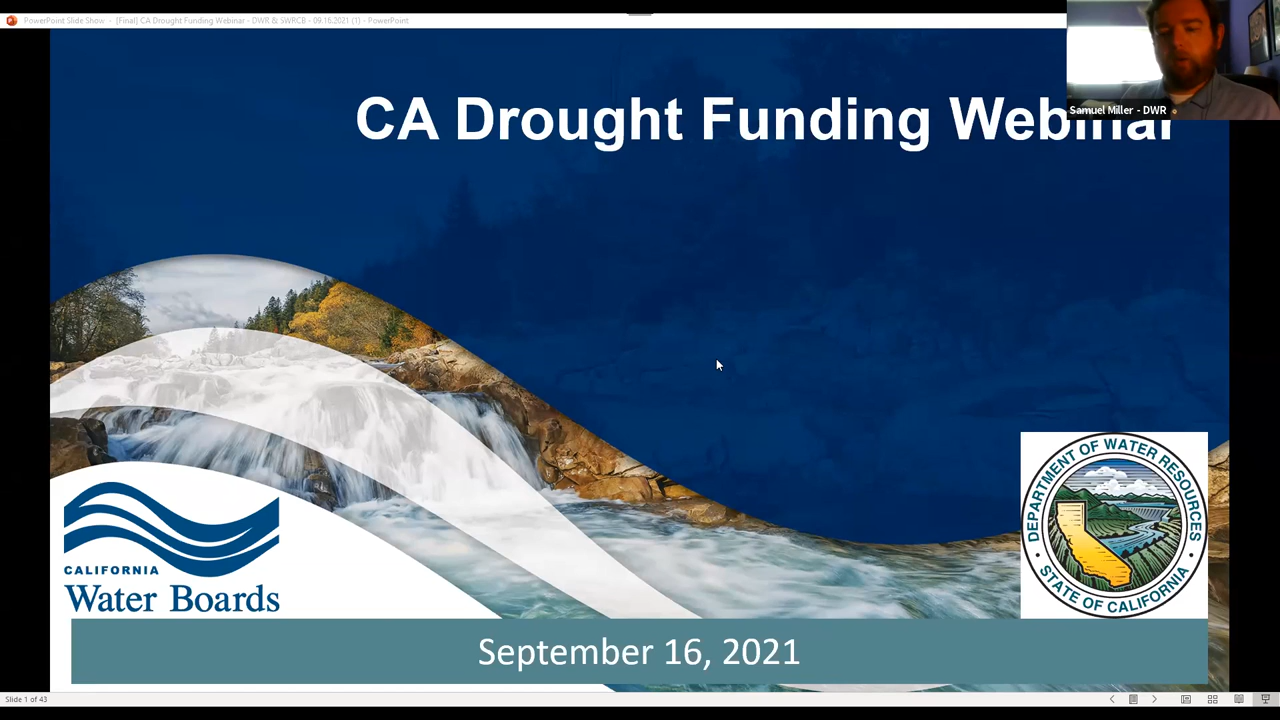 PowerPoint Slide Show - [Final] CA Drought Funding Webinar - DWR & SWRCB - 09.16.2021 (1) - PowerPoint
Samuel Miller - DWR
CA Drought Funding Webinar
DEPARTMENT OF WATER RESOURCES
STATE OF CALIFORNIA
CALIFORNIA
Water Boards
September 16, 2021
Slide 1 of 43